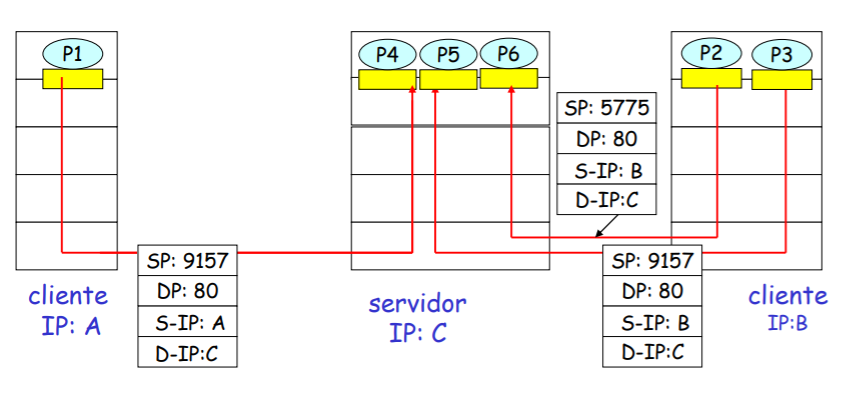 P1
P4
P5
P6
P2
P3
SP: 5775
DP: 80
S-IP: B
D-IP:C
SP: 9157
DP: 80
S-IP: A
D-IP:C
SP: 9157
DP: 80
S-IP: B
D-IP:C
cliente
IP: A
servidor
IP: C
cliente
IP:B